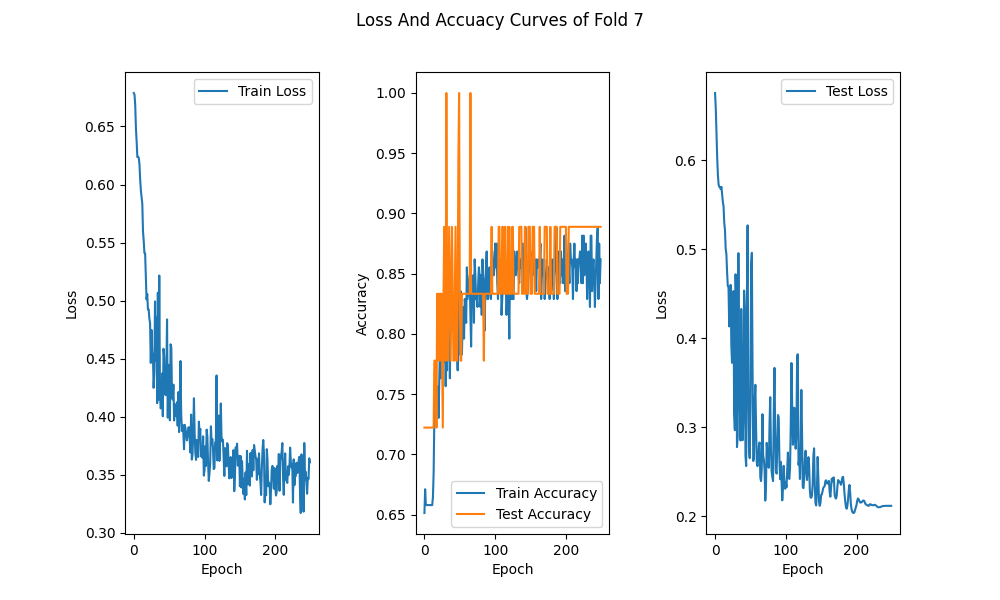 Loss And Accuacy Curves of Fold 7
Loss
0.65
0.60
0.55
0.50
0.45
0.40
0.35
0.30
Train Loss
0 100 200
Epoch
Accuracy
1.00
0.95
0.90
0.85
0.80
0.75
0.70
0.65
Train Accuracy
Test Accuracy
0 100 200
Epoch
Loss
0.6
0.5
0.4
0.3
0.2
Test Loss
0 100 200
Epoch